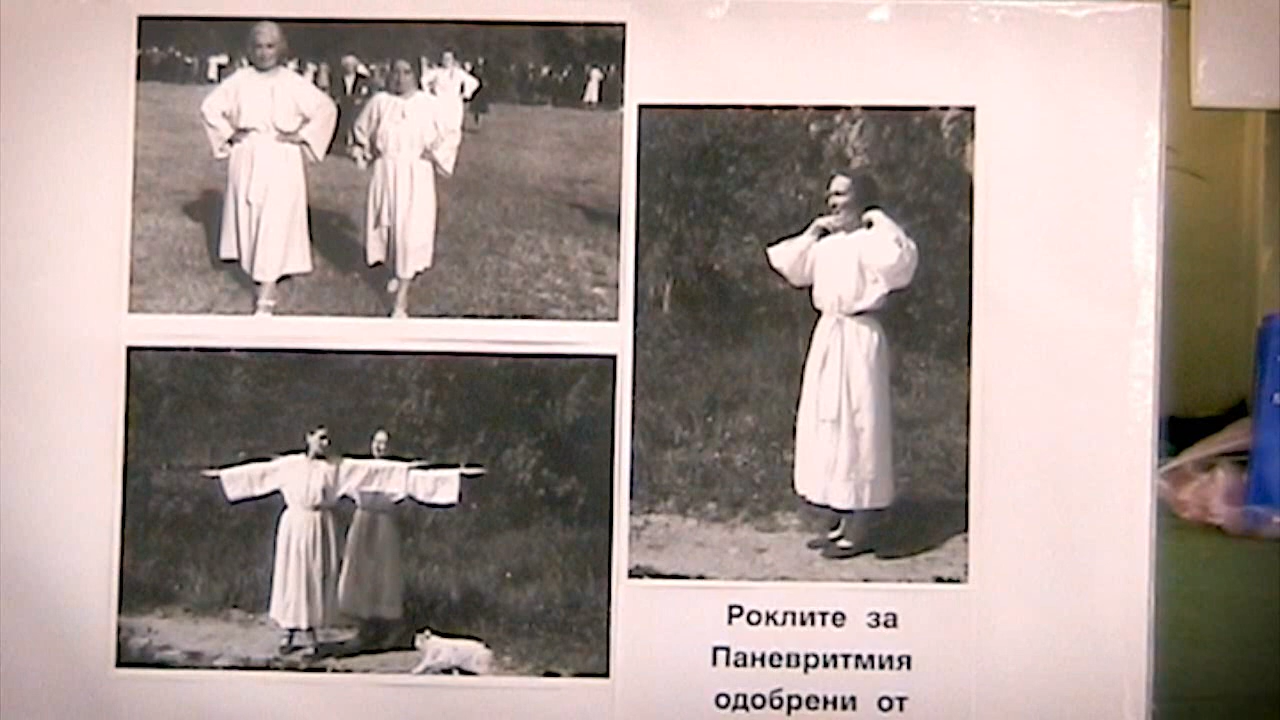 Роклите за
Паневритмия
одобрени от